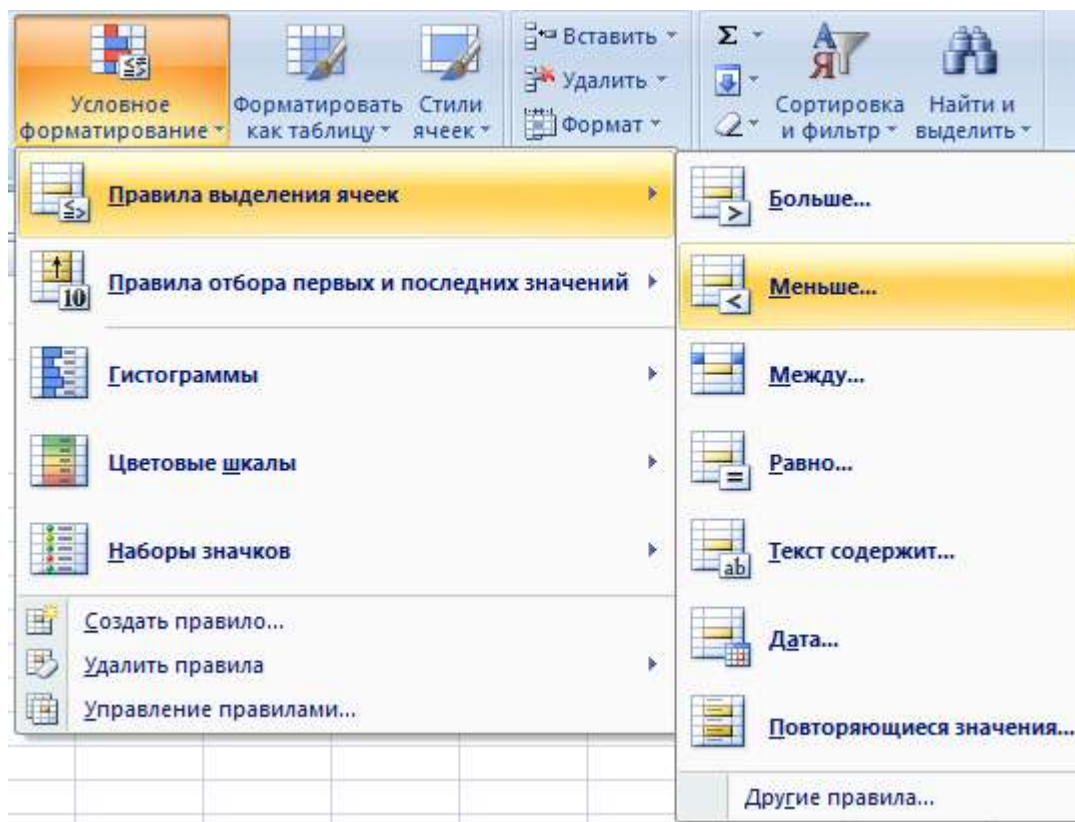 Условное форматирование
Форматировать как таблицу
Стили ячеек
Вставить
Удалить
Формат
Σ
А
Я
Сортировка и фильтр
Найти и выделить
Правила выделения ячеек
Правила отбора первых и последних значений
10
Гистограммы
Цветовые шкалы
Наборы значков
Создать правило...
Удалить правила
Управление правилами...
Больше...
Меньше...
Между...
Равно...
ab
Текст содержит...
Дата...
Повторяющиеся значения...
Другие правила...